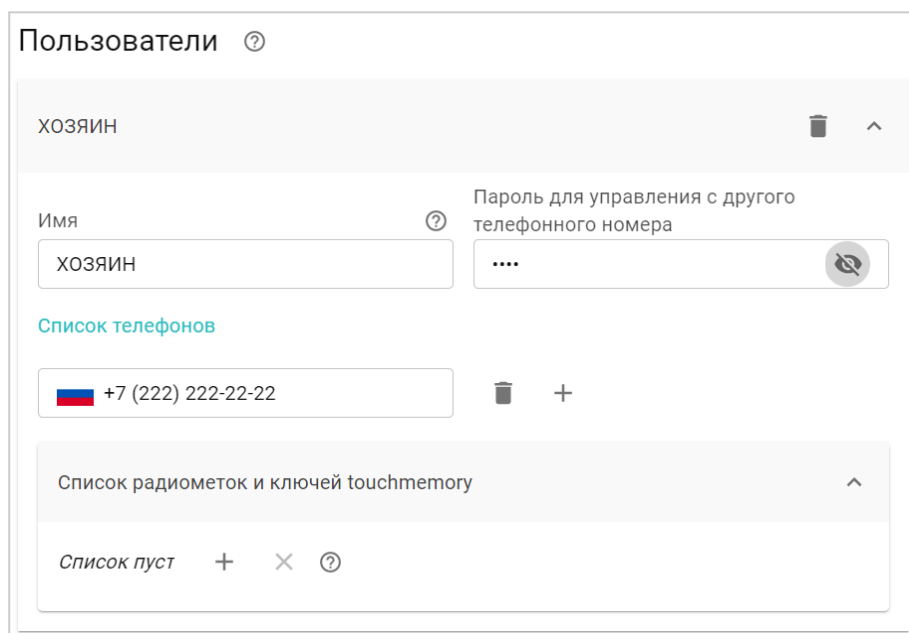 Пользователи
ХОЗЯИН
Имя
Пароль для управления с другого
телефонного номера
ХОЗЯИН
••••
Список телефонов
+7 (222) 222-22-22
Список радиометок и ключей touchmemory
Список пуст